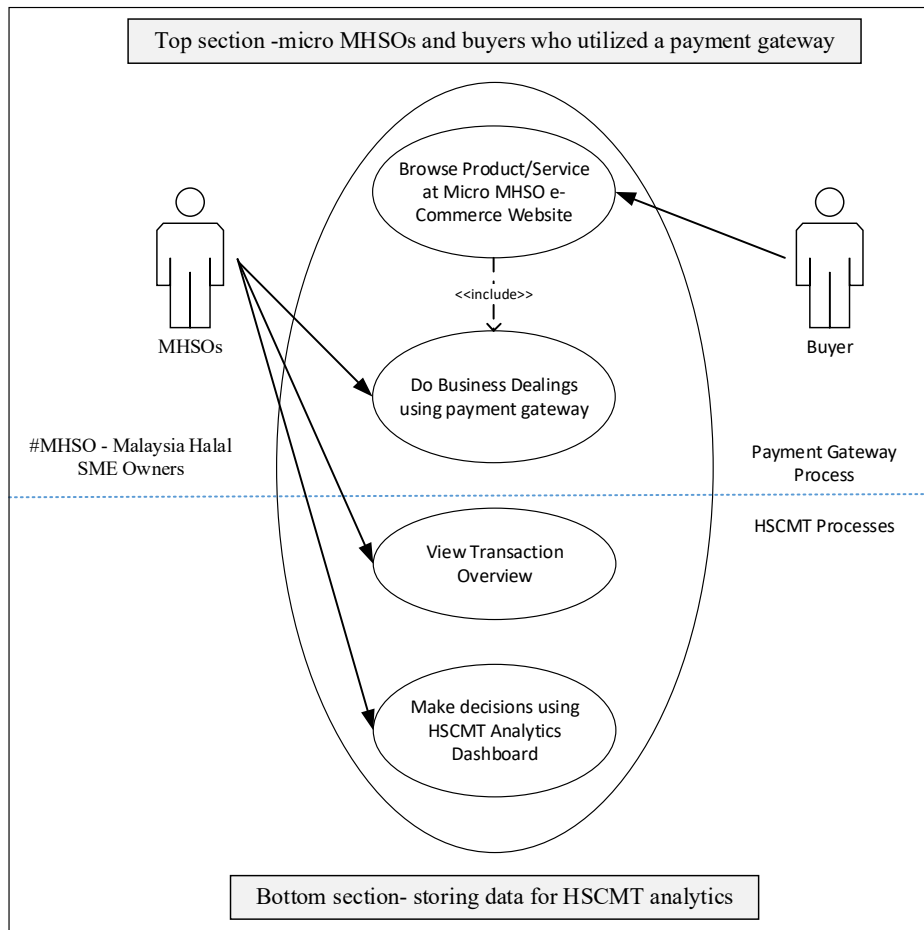 Top section -micro MHSOs and buyers who utilized a payment gateway
Browse Product/Service
at Micro MHSO e-
Commerce Website
<<include>>
MHSOs
Buyer
Do Business Dealings
using payment gateway
#MHSO - Malaysia Halal
SME Owners
Payment Gateway
Process
HSCMT Processes
View Transaction
Overview
Make decisions using
HSCMT Analytics
Dashboard
Bottom section- storing data for HSCMT analytics